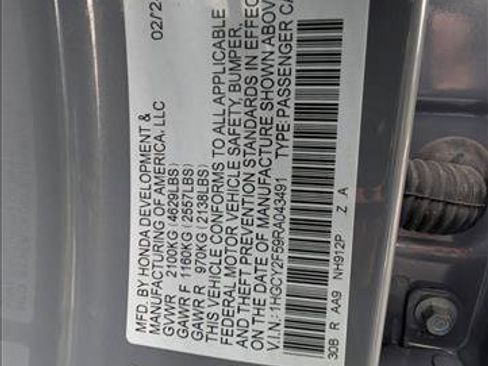 MFD. BY HONDA DEVELOPMENT & 02/2
MANUFACTURING OF AMERICA, LLC
GVWR 2100KG (4629LBS)
GAWR F 1160KG (2557LBS)
GAWR R 970KG (2138LBS)
THIS VEHICLE CONFORMS TO ALL APPLICABLE
FEDERAL MOTOR VEHICLE SAFETY, BUMPER,
AND THEFT PREVENTION STANDARDS IN EFFECT
ON THE DATE OF MANUFACTURE SHOWN ABOVE
V.I.N.: 1HGCY2F59RA043491 TYPE: PASSENGER CA
30B R AA9 NH912P Z A